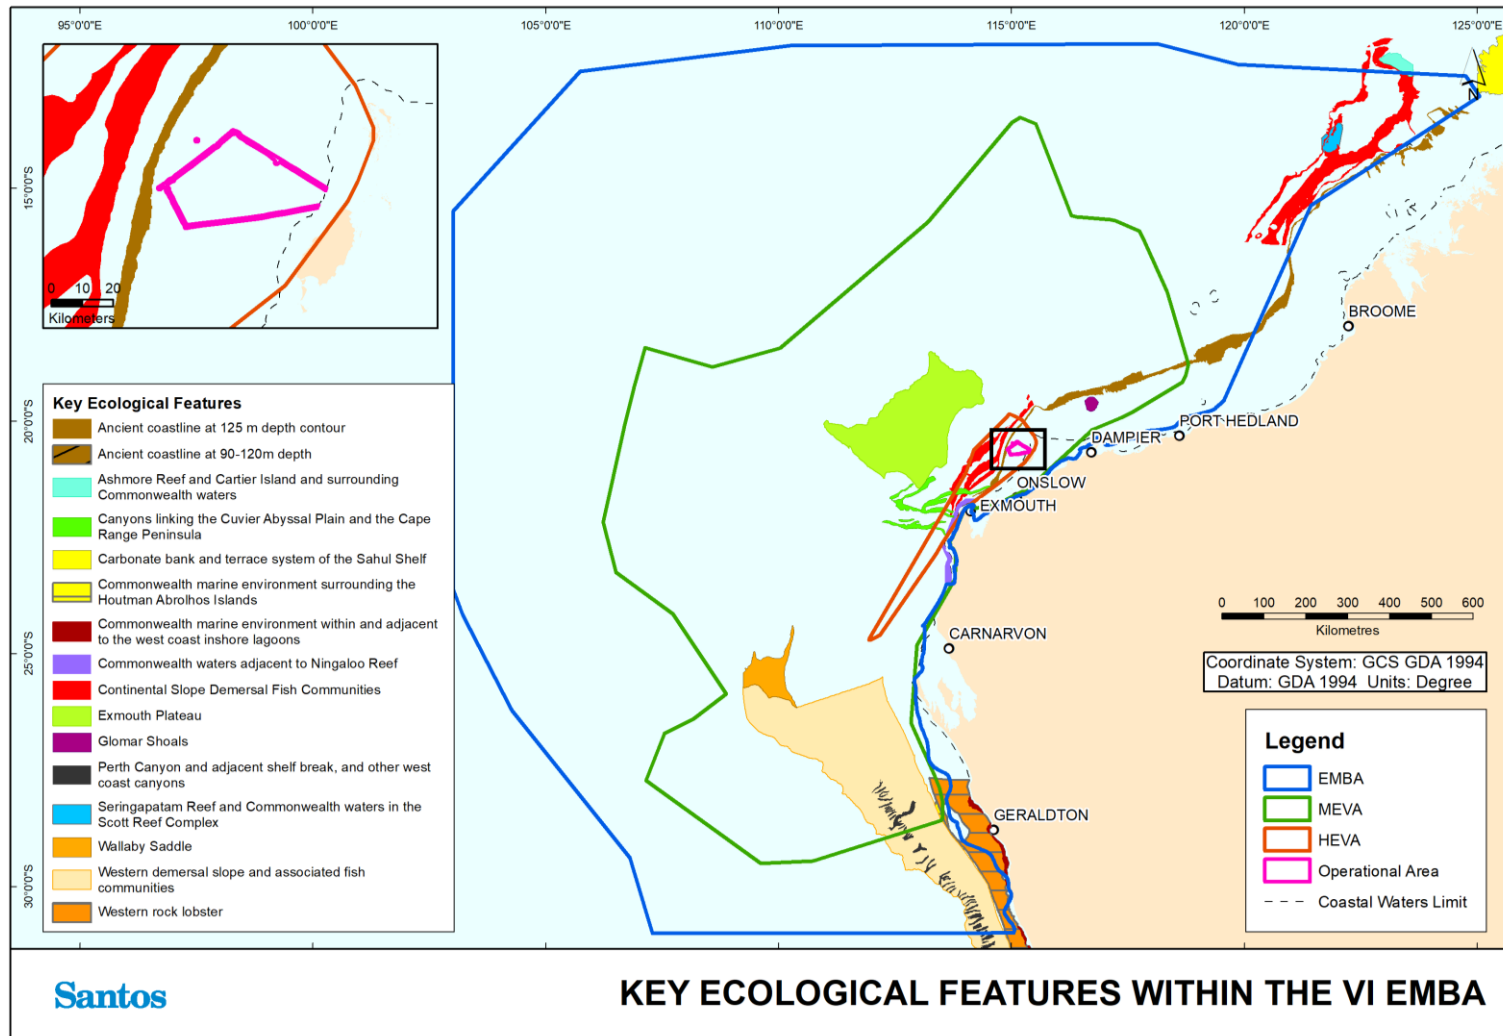 95°0'0"E
100°0'0"E
105°0'0"E
110°0'0"E
115°0'0"E
120°0'0"E
125°0'0"E
15°0'0"S
20°0'0"S
25°0'0"S
30°0'0"S
0 10 20
Kilometers
N
BROOME
PORT HEDLAND
DAMPIER
ONSLOW
EXMOUTH
CARNARVON
GERALDTON
Key Ecological Features
Ancient coastline at 125 m depth contour
Ancient coastline at 90-120m depth
Ashmore Reef and Cartier Island and surrounding
Commonwealth waters
Canyons linking the Cuvier Abyssal Plain and the Cape
Range Peninsula
Carbonate bank and terrace system of the Sahul Shelf
Commonwealth marine environment surrounding the
Houtman Abrolhos Islands
Commonwealth marine environment within and adjacent
to the west coast inshore lagoons
Commonwealth waters adjacent to Ningaloo Reef
Continental Slope Demersal Fish Communities
Exmouth Plateau
Glomar Shoals
Perth Canyon and adjacent shelf break, and other west
coast canyons
Seringapatam Reef and Commonwealth waters in the
Scott Reef Complex
Wallaby Saddle
Western demersal slope and associated fish
communities
Western rock lobster
0 100 200 300 400 500 600
Kilometres
Coordinate System: GCS GDA 1994
Datum: GDA 1994 Units: Degree
Legend
EMBA
MEVA
HEVA
Operational Area
Coastal Waters Limit
Santos
KEY ECOLOGICAL FEATURES WITHIN THE VI EMBA